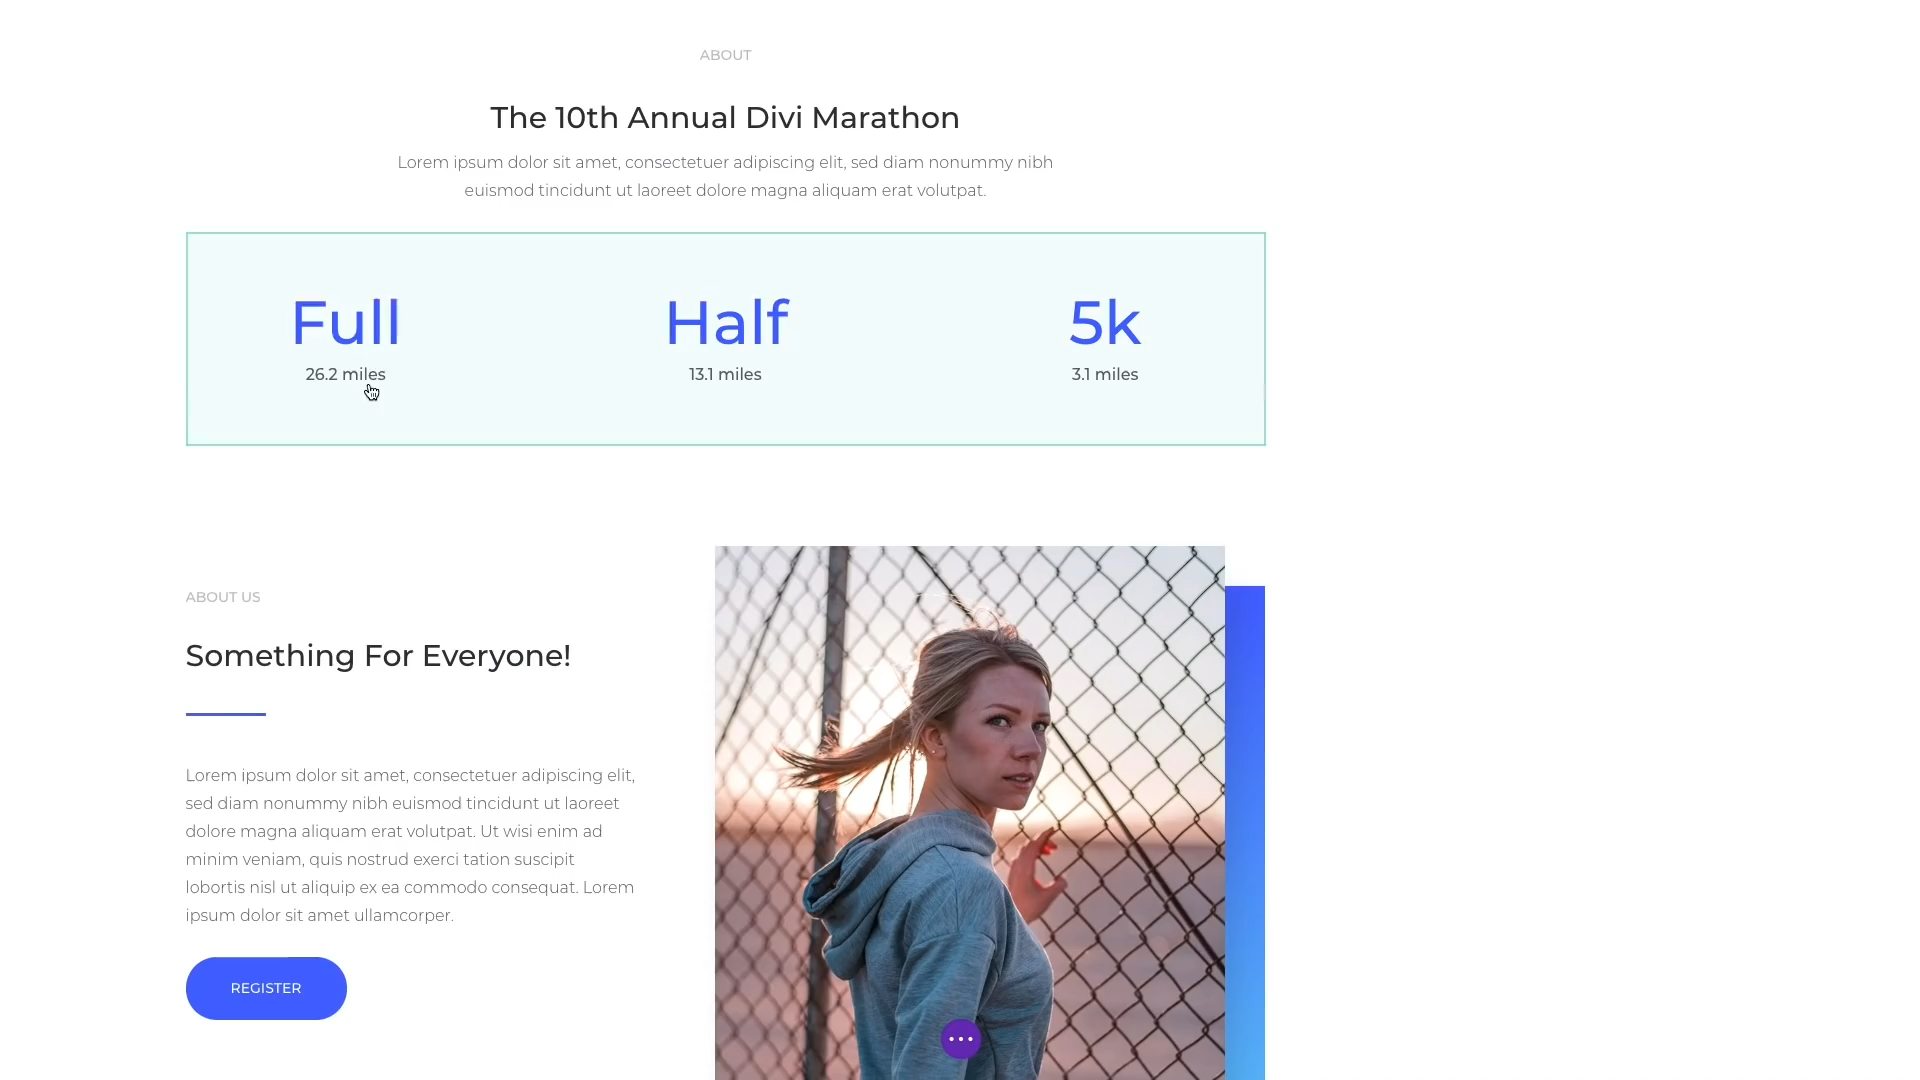 ABOUT
The 10th Annual Divi Marathon
Lorem ipsum dolor sit amet, consectetuer adipiscing elit, sed diam nonummy nibh
euismod tincidunt ut laoreet dolore magna aliquam erat volutpat.
Full
26.2 miles
Half
13.1 miles
5k
3.1 miles
ABOUT US
Something For Everyone!
Lorem ipsum dolor sit amet, consectetuer adipiscing elit,
sed diam nonummy nibh euismod tincidunt ut laoreet
dolore magna aliquam erat volutpat. Ut wisi enim ad
minim veniam, quis nostrud exerci tation suscipit
lobortis nisl ut aliquip ex ea commodo consequat. Lorem
ipsum dolor sit amet ullamcorper.
REGISTER